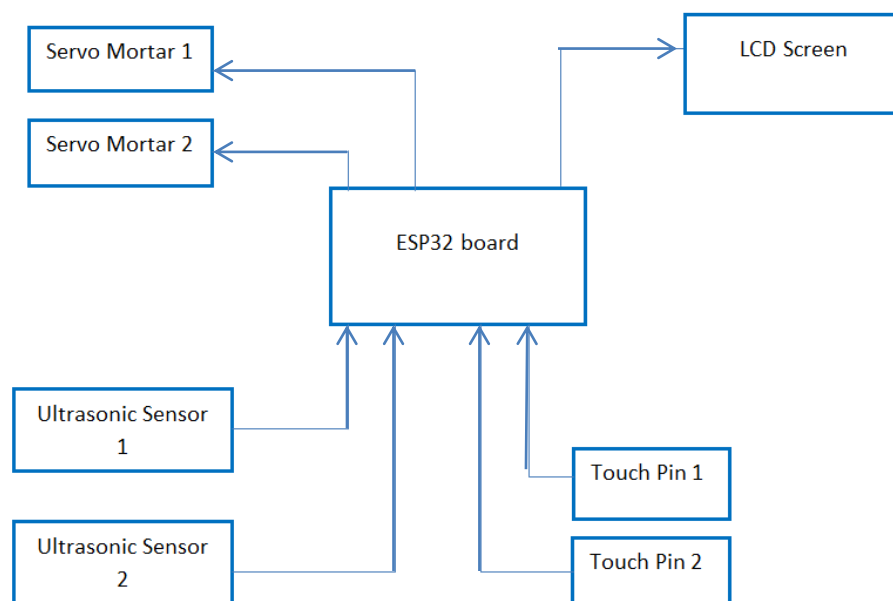 Servo Mortar 1
LCD Screen
Servo Mortar 2
ESP32 board
Ultrasonic Sensor
1
Touch Pin 1
Ultrasonic Sensor
2
Touch Pin 2